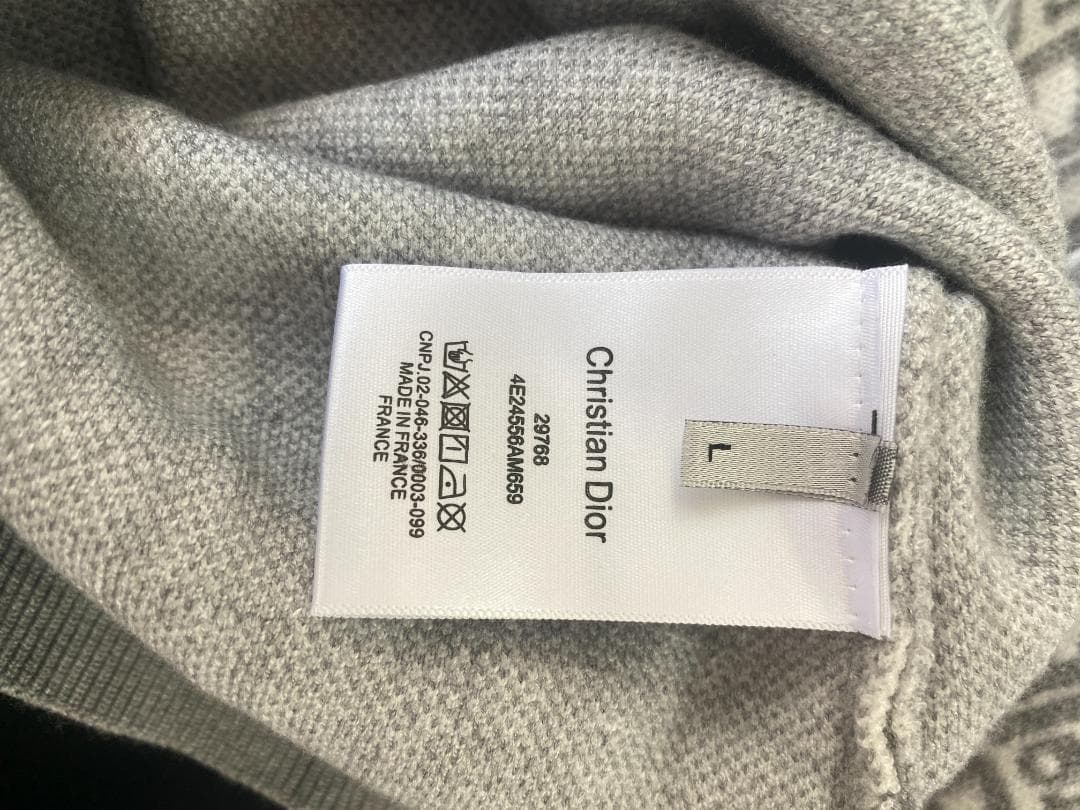 L
Christian Dior
29768
4E24556AM659
CNPJ.02-046-336/0003-099
MADE IN FRANCE
FRANCE